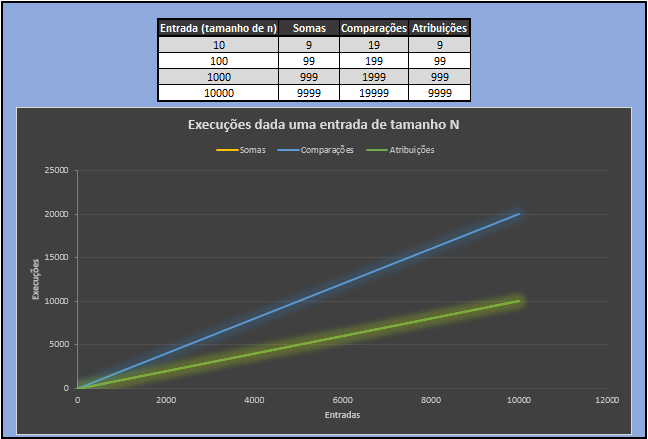 Entrada (tamanho de n) Somas Comparações Atribuições
10 9 19 9
100 99 199 99
1000 999 1999 999
10000 9999 19999 9999
Execuções dada uma entrada de tamanho N
Somas Comparações Atribuições
25000
20000
15000
10000
5000
0
Execuções
0 2000 4000 6000 8000 10000 12000
Entradas